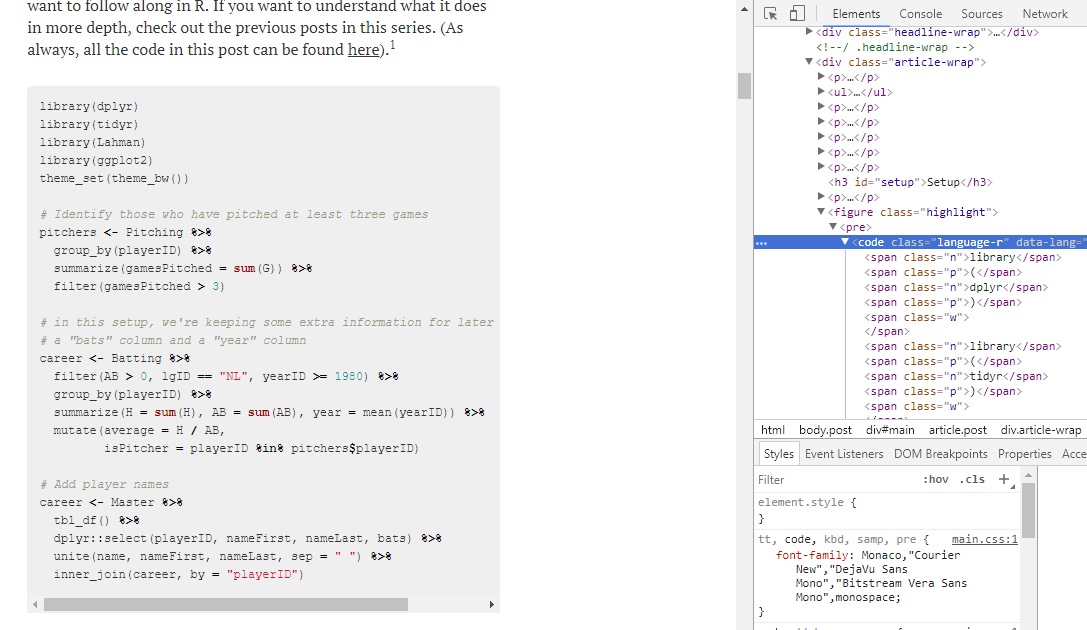 want to follow along in R. If you want to understand what it does
in more depth, check out the previous posts in this series. (As
always, all the code in this post can be found here).1
library(dplyr)
library(tidyr)
library(Lahman)
library(ggplot2)
theme_set(theme_bw())
# Identify those who have pitched at least three games
pitchers <- Pitching %>%
group_by(playerID) %>%
summarize(gamesPitched = sum(G)) %>%
filter(gamesPitched > 3)
# in this setup, we're keeping some extra information for later
# a "bats" column and a "year" column
career <- Batting %>%
filter(AB > 0, lgID == "NL", yearID >= 1980) %>%
group_by(playerID) %>%
summarize(H = sum(H), AB = sum(AB), year = mean(yearID)) %>%
mutate(average = H / AB,
isPitcher = playerID %in% pitchers$playerID)
# Add player names
career <- Master %>%
tbl_df() %>%
dplyr::select(playerID, nameFirst, nameLast, bats) %>%
unite(name, nameFirst, nameLast, sep = " ") %>%
inner_join(career, by = "playerID")
Elements Console Sources Network
<div class="headline-wrap">…</div>
<!--/ .headline-wrap -->
<div class="article-wrap">
<p>…</p>
<ul>…</ul>
<p>…</p>
<p>…</p>
<p>…</p>
<p>…</p>
<p>…</p>
<h3 id="setup">Setup</h3>
<p>…</p>
<figure class="highlight">
<pre>
<code class="language-r" data-lang="
<span class="n">library</span>
<span class="p">(</span>
<span class="n">dplyr</span>
<span class="p">)</span>
<span class="w">
</span>
<span class="n">library</span>
<span class="p">(</span>
<span class="n">tidyr</span>
<span class="p">)</span>
<span class="w">
html body.post div#main article.post div.article-wrap
Styles Event Listeners DOM Breakpoints Properties Acce
Filter :hov .cls +
element.style {
}
tt, code, kbd, samp, pre { main.css:1
font-family: Monaco,"Courier
New","DejaVu Sans
Mono","Bitstream Vera Sans
Mono",monospace;
}